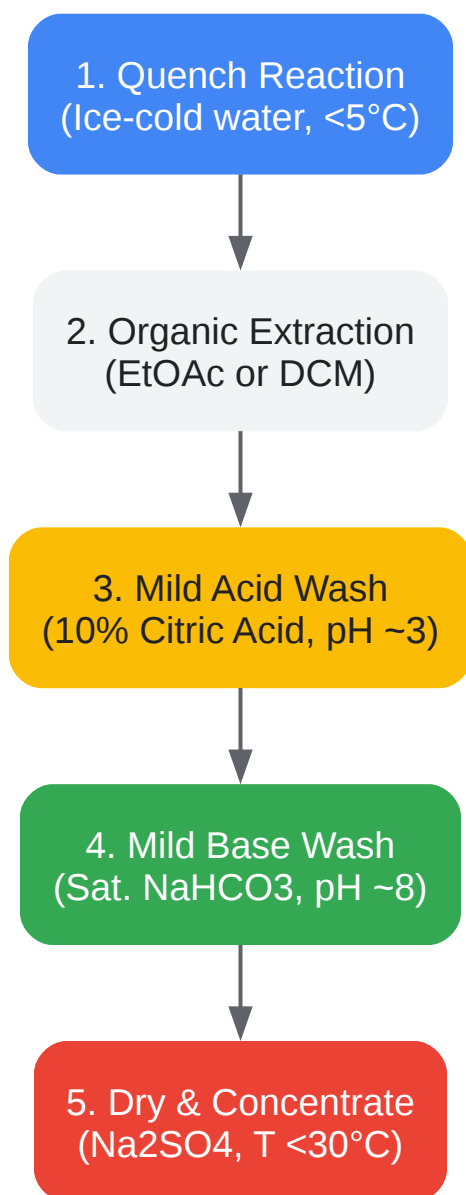 1. Quench Reaction
(Ice-cold water, <5°C)
2. Organic Extraction
(EtOAc or DCM)
3. Mild Acid Wash
(10% Citric Acid, pH ~3)
4. Mild Base Wash
(Sat. NaHCO3, pH ~8)
5. Dry & Concentrate
(Na2SO4, T <30°C)